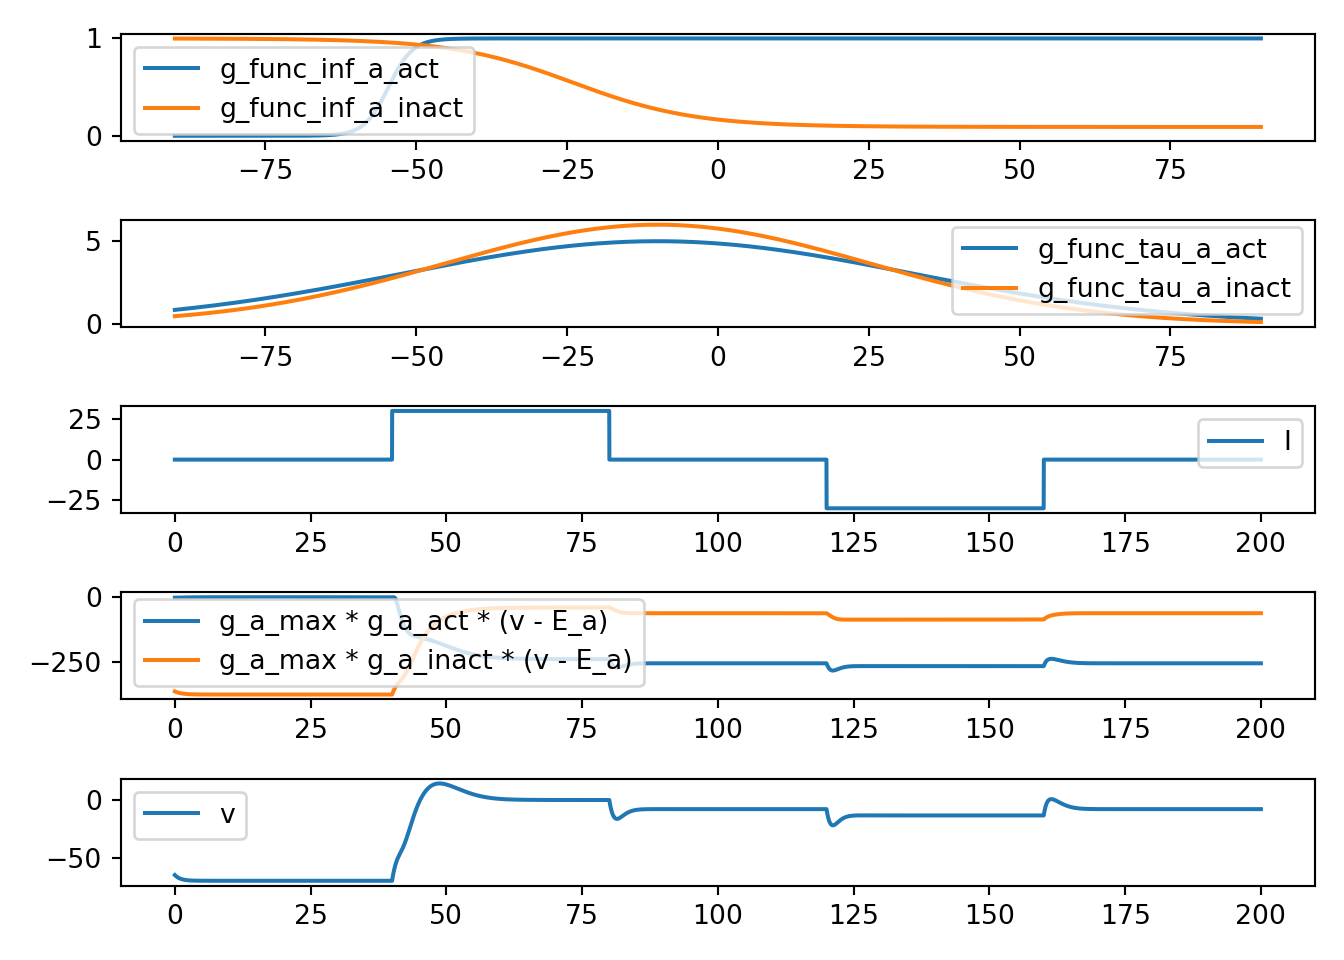 1
0
g_func_inf_a_act
g_func_inf_a_inact
−75 −50 −25 0 25 50 75
5
0
g_func_tau_a_act
g_func_tau_a_inact
−75 −50 −25 0 25 50 75
25
0
−25
I
0 25 50 75 100 125 150 175 200
0
−250
g_a_max * g_a_act * (v - E_a)
g_a_max * g_a_inact * (v - E_a)
0 25 50 75 100 125 150 175 200
0
−50
v
0 25 50 75 100 125 150 175 200